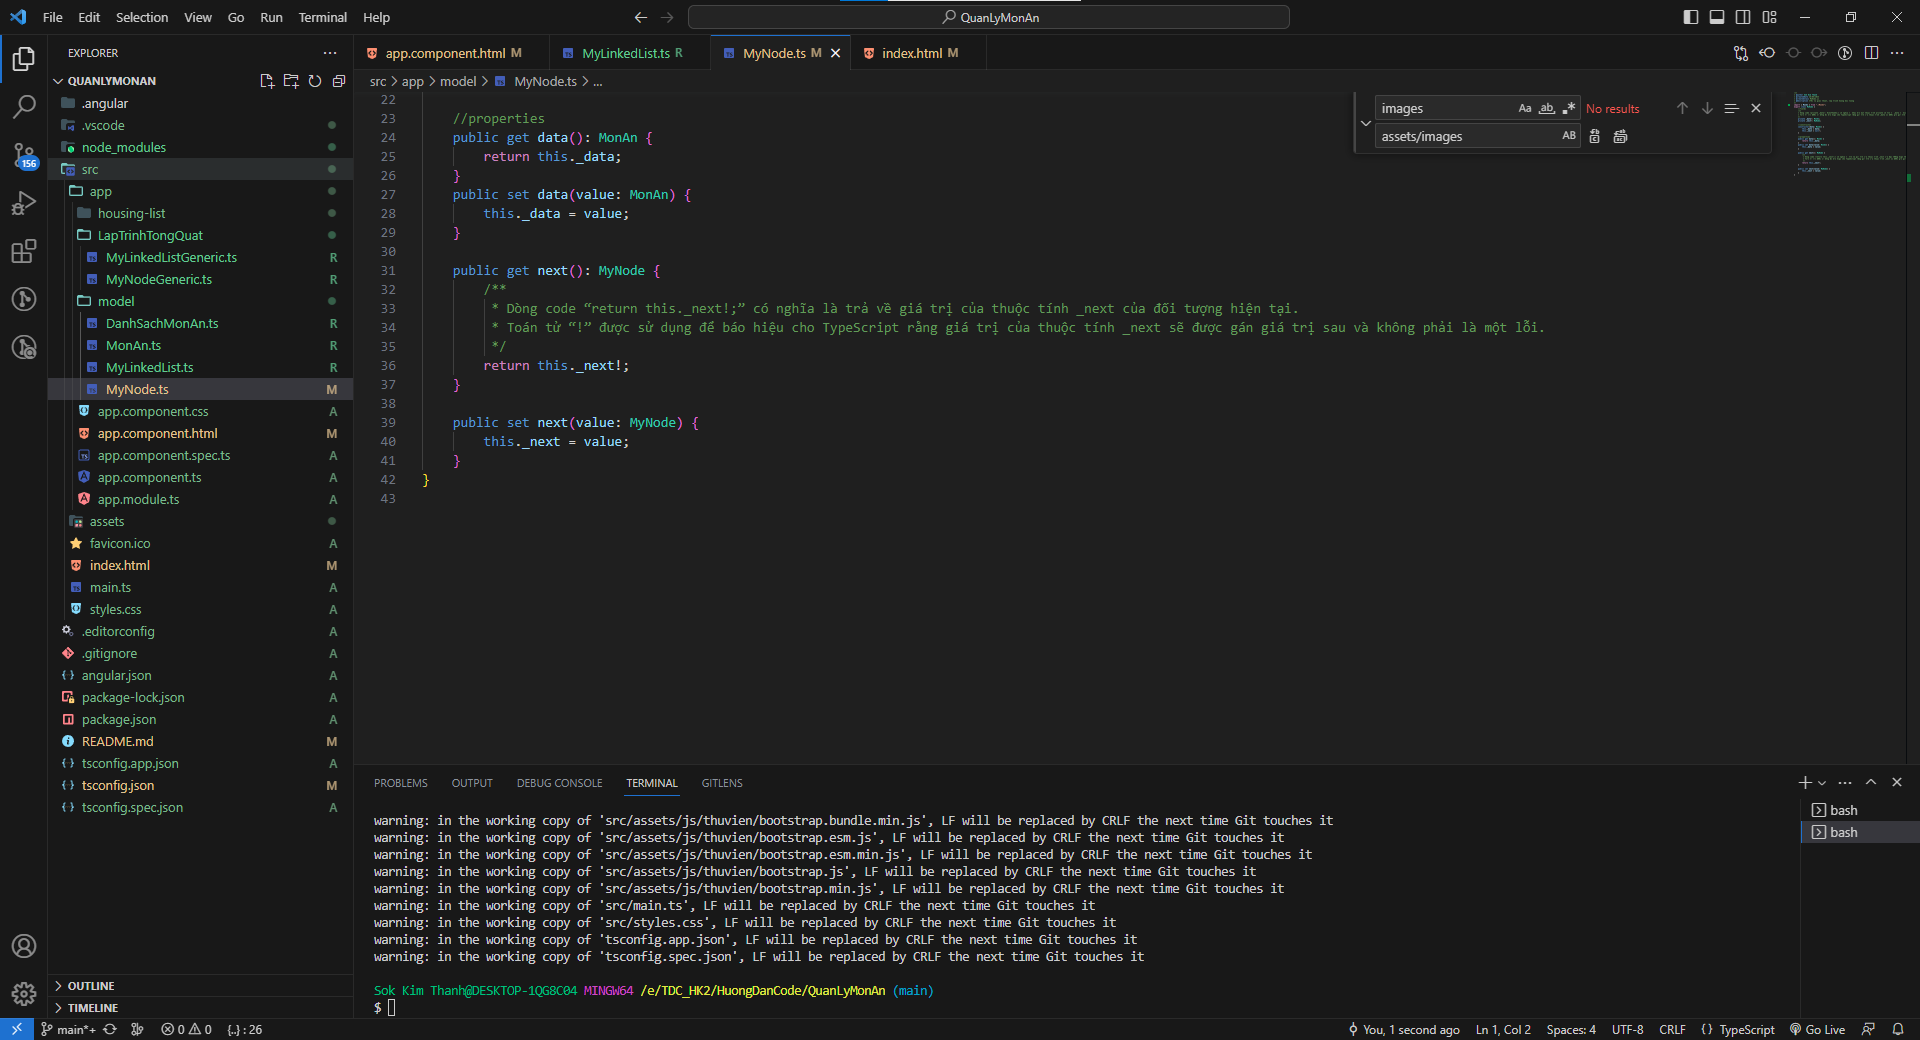 File Edit Selection View Go Run Terminal Help
QuanLyMonAn
EXPLORER
QUANLYMONAN
.angular
.vscode
node_modules
src
app
housing-list
LapTrinhTongQuat
MyLinkedListGeneric.ts R
MyNodeGeneric.ts R
model
DanhSachMonAn.ts R
MonAn.ts R
MyLinkedList.ts R
MyNode.ts M
app.component.css A
app.component.html M
app.component.spec.ts A
app.component.ts A
app.module.ts A
assets
favicon.ico A
index.html M
main.ts A
styles.css A
.editorconfig A
.gitignore A
angular.json A
package-lock.json A
package.json A
README.md M
tsconfig.app.json A
tsconfig.json M
tsconfig.spec.json A
OUTLINE
TIMELINE
156
app.component.html M MyLinkedList.ts R MyNode.ts M index.html M
src > app > model > MyNode.ts > ...
images Aa ab No results
assets/images AB
22
23 //properties
24 public get data(): MonAn {
25 return this._data;
26 }
27 public set data(value: MonAn) {
28 this._data = value;
29 }
30
31 public get next(): MyNode {
32 /**
33 * Dòng code “return this._next!;” có nghĩa là trả về giá trị của thuộc tính _next của đối tượng hiện tại.
34 * Toán tử “!” được sử dụng để báo hiệu cho TypeScript rằng giá trị của thuộc tính _next sẽ được gán giá trị sau và không phải là một lỗi.
35 */
36 return this._next!;
37 }
38
39 public set next(value: MyNode) {
40 this._next = value;
41 }
42 }
43
PROBLEMS OUTPUT DEBUG CONSOLE TERMINAL GITLENS
warning: in the working copy of 'src/assets/js/thuvien/bootstrap.bundle.min.js', LF will be replaced by CRLF the next time Git touches it
warning: in the working copy of 'src/assets/js/thuvien/bootstrap.esm.js', LF will be replaced by CRLF the next time Git touches it
warning: in the working copy of 'src/assets/js/thuvien/bootstrap.esm.min.js', LF will be replaced by CRLF the next time Git touches it
warning: in the working copy of 'src/assets/js/thuvien/bootstrap.js', LF will be replaced by CRLF the next time Git touches it
warning: in the working copy of 'src/assets/js/thuvien/bootstrap.min.js', LF will be replaced by CRLF the next time Git touches it
warning: in the working copy of 'src/main.ts', LF will be replaced by CRLF the next time Git touches it
warning: in the working copy of 'src/styles.css', LF will be replaced by CRLF the next time Git touches it
warning: in the working copy of 'tsconfig.app.json', LF will be replaced by CRLF the next time Git touches it
warning: in the working copy of 'tsconfig.spec.json', LF will be replaced by CRLF the next time Git touches it
Sok Kim Thanh@DESKTOP-1QG8C04 MINGW64 /e/TDC_HK2/HuongDanCode/QuanLyMonAn (main)
$
bash
bash
main*+ 0 0 {..} : 26 You, 1 second ago Ln 1, Col 2 Spaces: 4 UTF-8 CRLF {} TypeScript Go Live